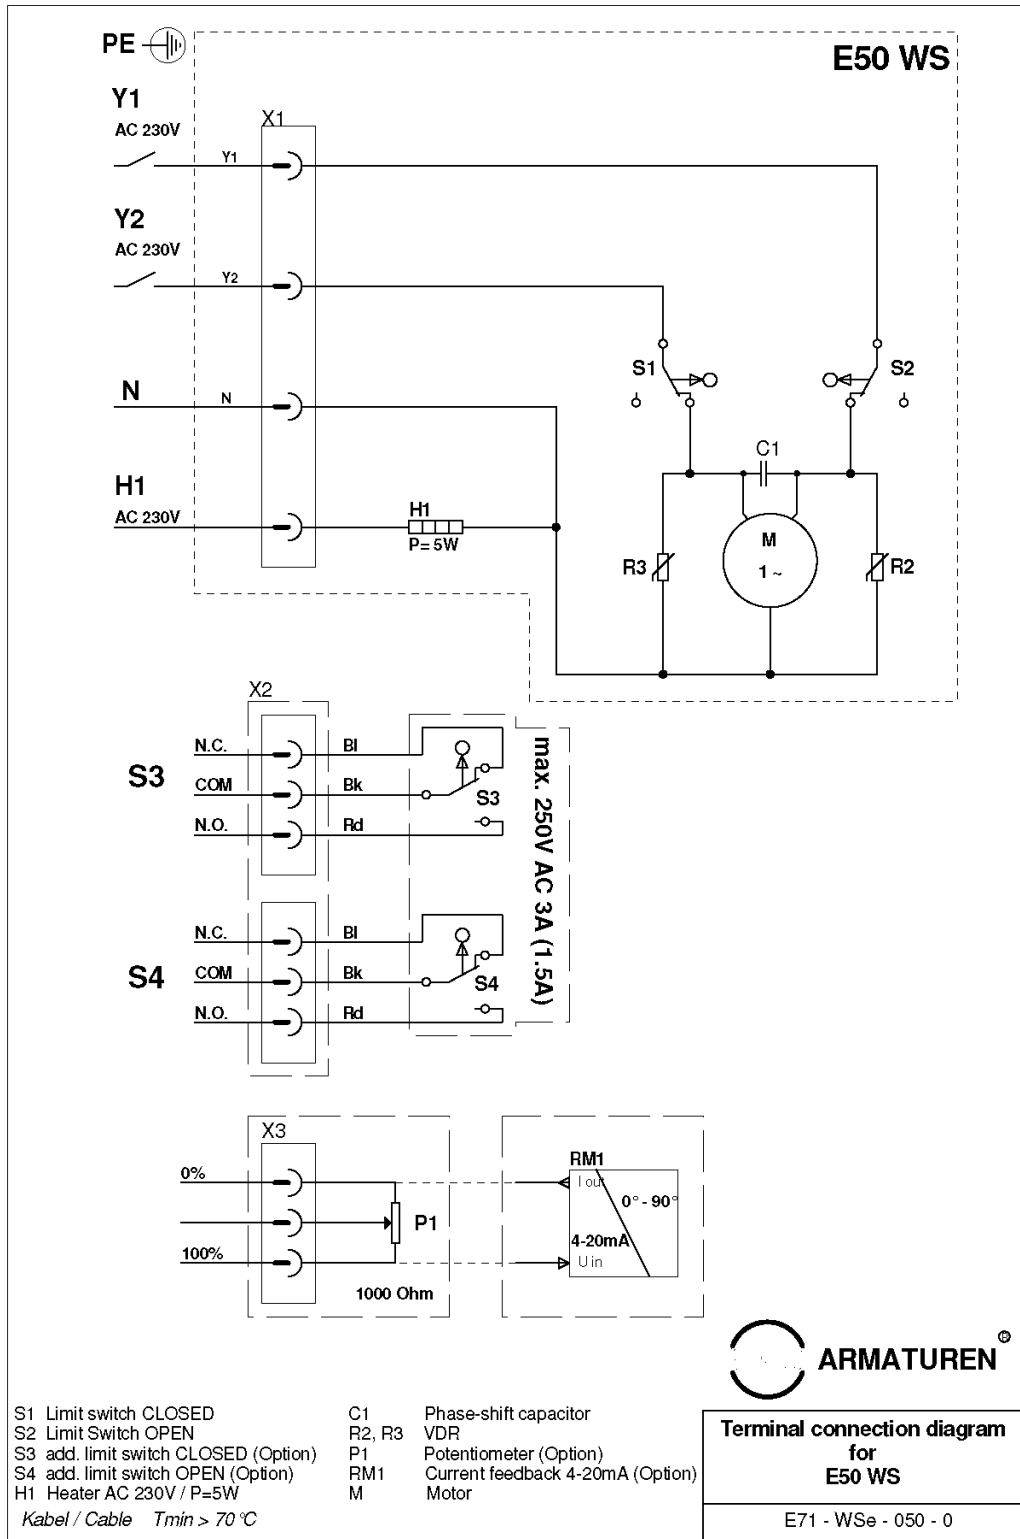 PE
E50 WS
Y1
AC 230V
X1
Y1
Y2
AC 230V
Y2
S1
S2
N
N
C1
H1
AC 230V
H1
P= 5W
M
1 ~
R3
R2
X2
S3
N.C.
Bl
COM
Bk
S3
N.O.
Rd
max. 250V AC 3A (1.5A)
S4
N.C.
Bl
COM
Bk
S4
N.O.
Rd
X3
0%
P1
100%
1000 Ohm
RM1
I out
0° - 90°
4-20mA
U in
ARMATUREN ®
S1 Limit switch CLOSED
S2 Limit Switch OPEN
S3 add. limit switch CLOSED (Option)
S4 add. limit switch OPEN (Option)
H1 Heater AC 230V / P=5W
C1 Phase-shift capacitor
R2, R3 VDR
P1 Potentiometer (Option)
RM1 Current feedback 4-20mA (Option)
M Motor
Kabel / Cable Tmin > 70 °C
Terminal connection diagram
for
E50 WS
E71 - WSe - 050 - 0